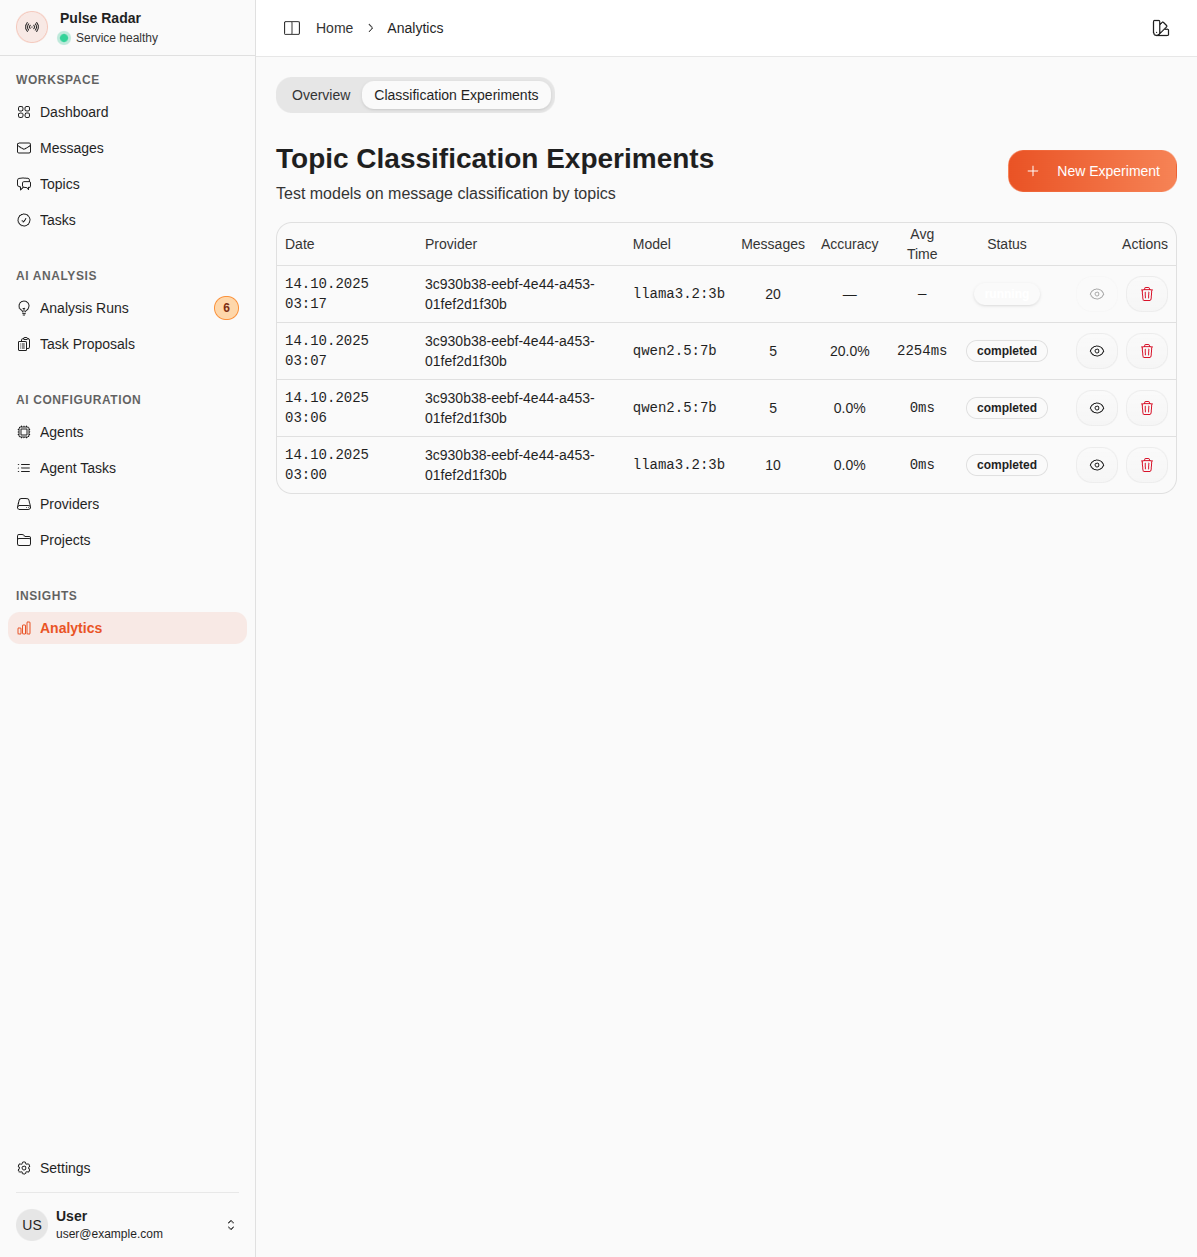 Pulse Radar
Service healthy
WORKSPACE
Dashboard
Messages
Topics
Tasks
AI ANALYSIS
Analysis Runs 6
Task Proposals
AI CONFIGURATION
Agents
Agent Tasks
Providers
Projects
INSIGHTS
Analytics
Settings
US
User
user@example.com
Home > Analytics
Overview Classification Experiments
Topic Classification Experiments
Test models on message classification by topics
+ New Experiment
Date Provider Model Messages Accuracy Avg Time Status Actions
14.10.2025 03:17 3c930b38-eebf-4e44-a453-01fef2d1f30b llama3.2:3b 20 — —
14.10.2025 03:07 3c930b38-eebf-4e44-a453-01fef2d1f30b qwen2.5:7b 5 20.0% 2254ms completed
14.10.2025 03:06 3c930b38-eebf-4e44-a453-01fef2d1f30b qwen2.5:7b 5 0.0% 0ms completed
14.10.2025 03:00 3c930b38-eebf-4e44-a453-01fef2d1f30b llama3.2:3b 10 0.0% 0ms completed